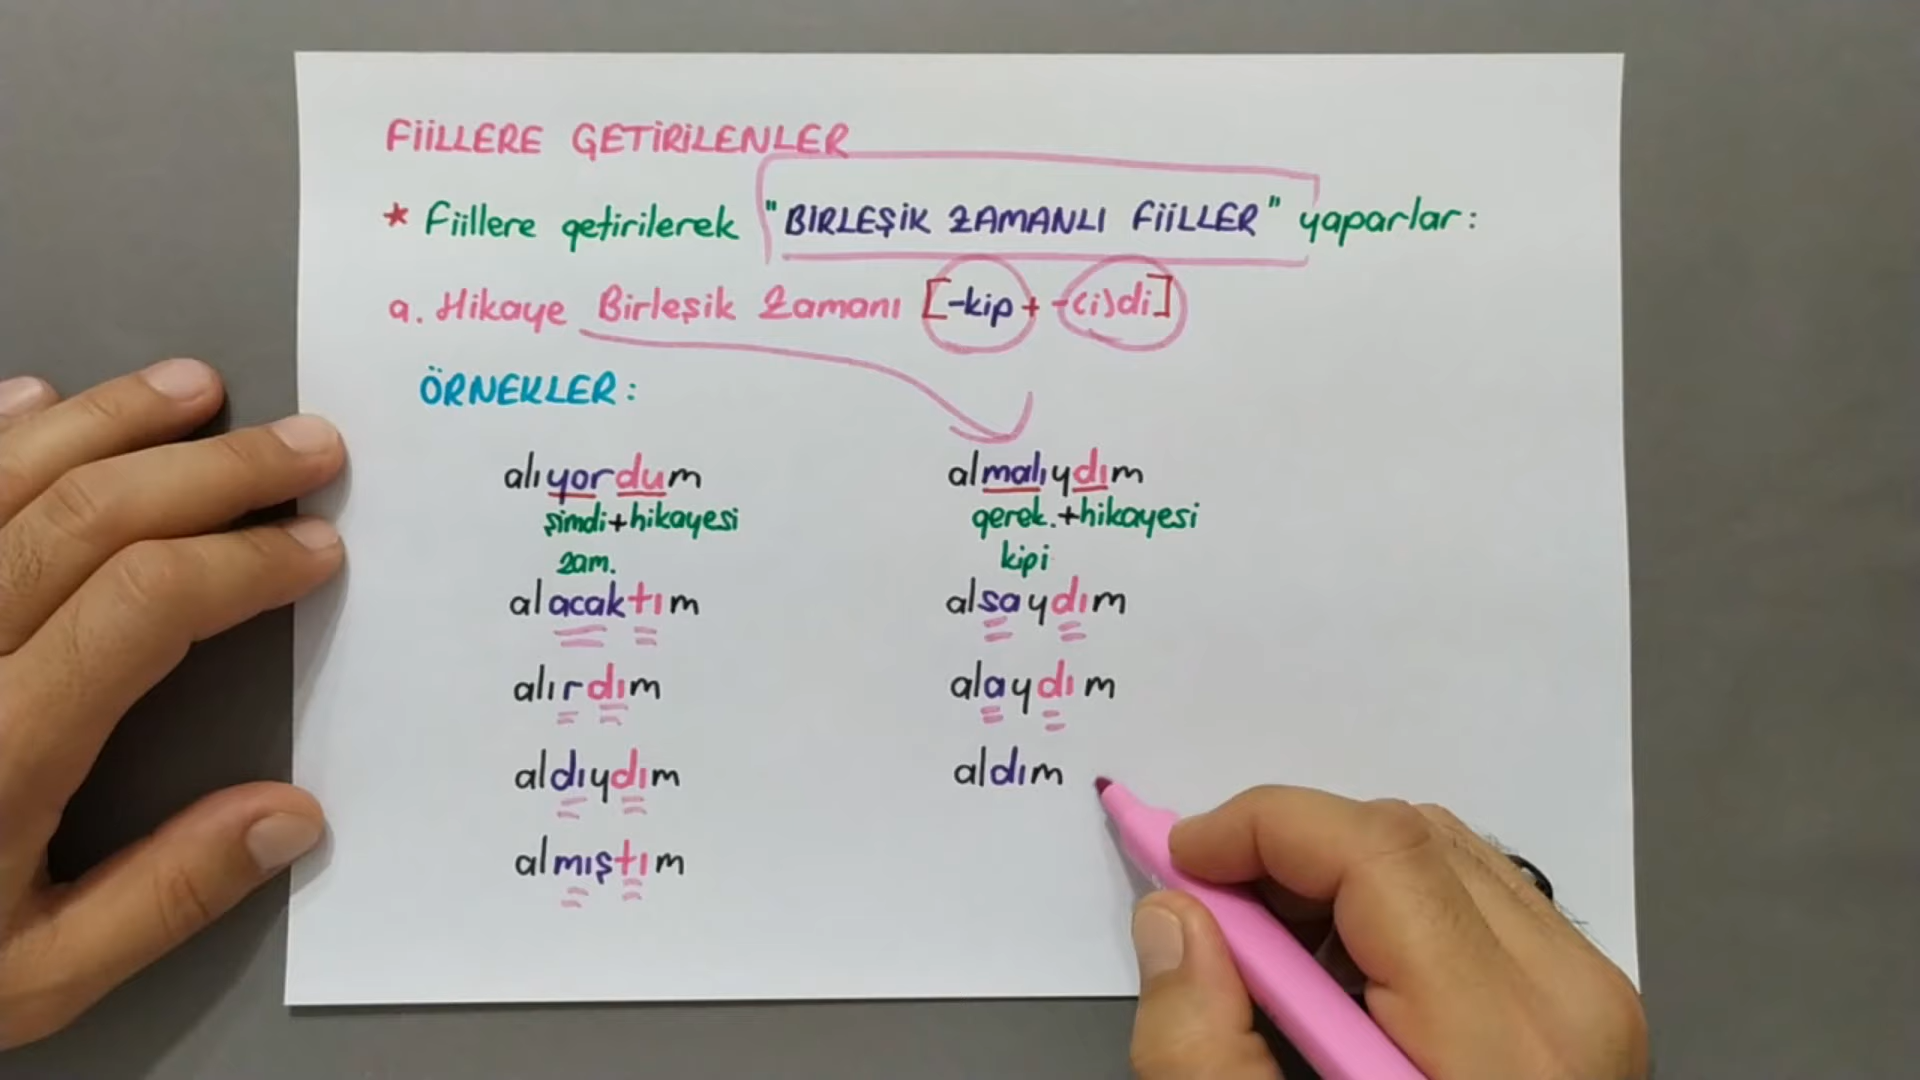 FİİLLERE GETİRİLENLER
* Fiillere getirilerek "BİRLEŞİK ZAMANLI FİİLLER" yaparlar:
a. Hikaye Birleşik Zamanı [-kip + -(i)di]
ÖRNEKLER:
alıyordum
şimdi+hikayesi
zam.
alacaktım
alırdım
aldıydım
almıştım
almalıydım
gerek.+hikayesi
kipi
alsaydım
alaydım
aldım